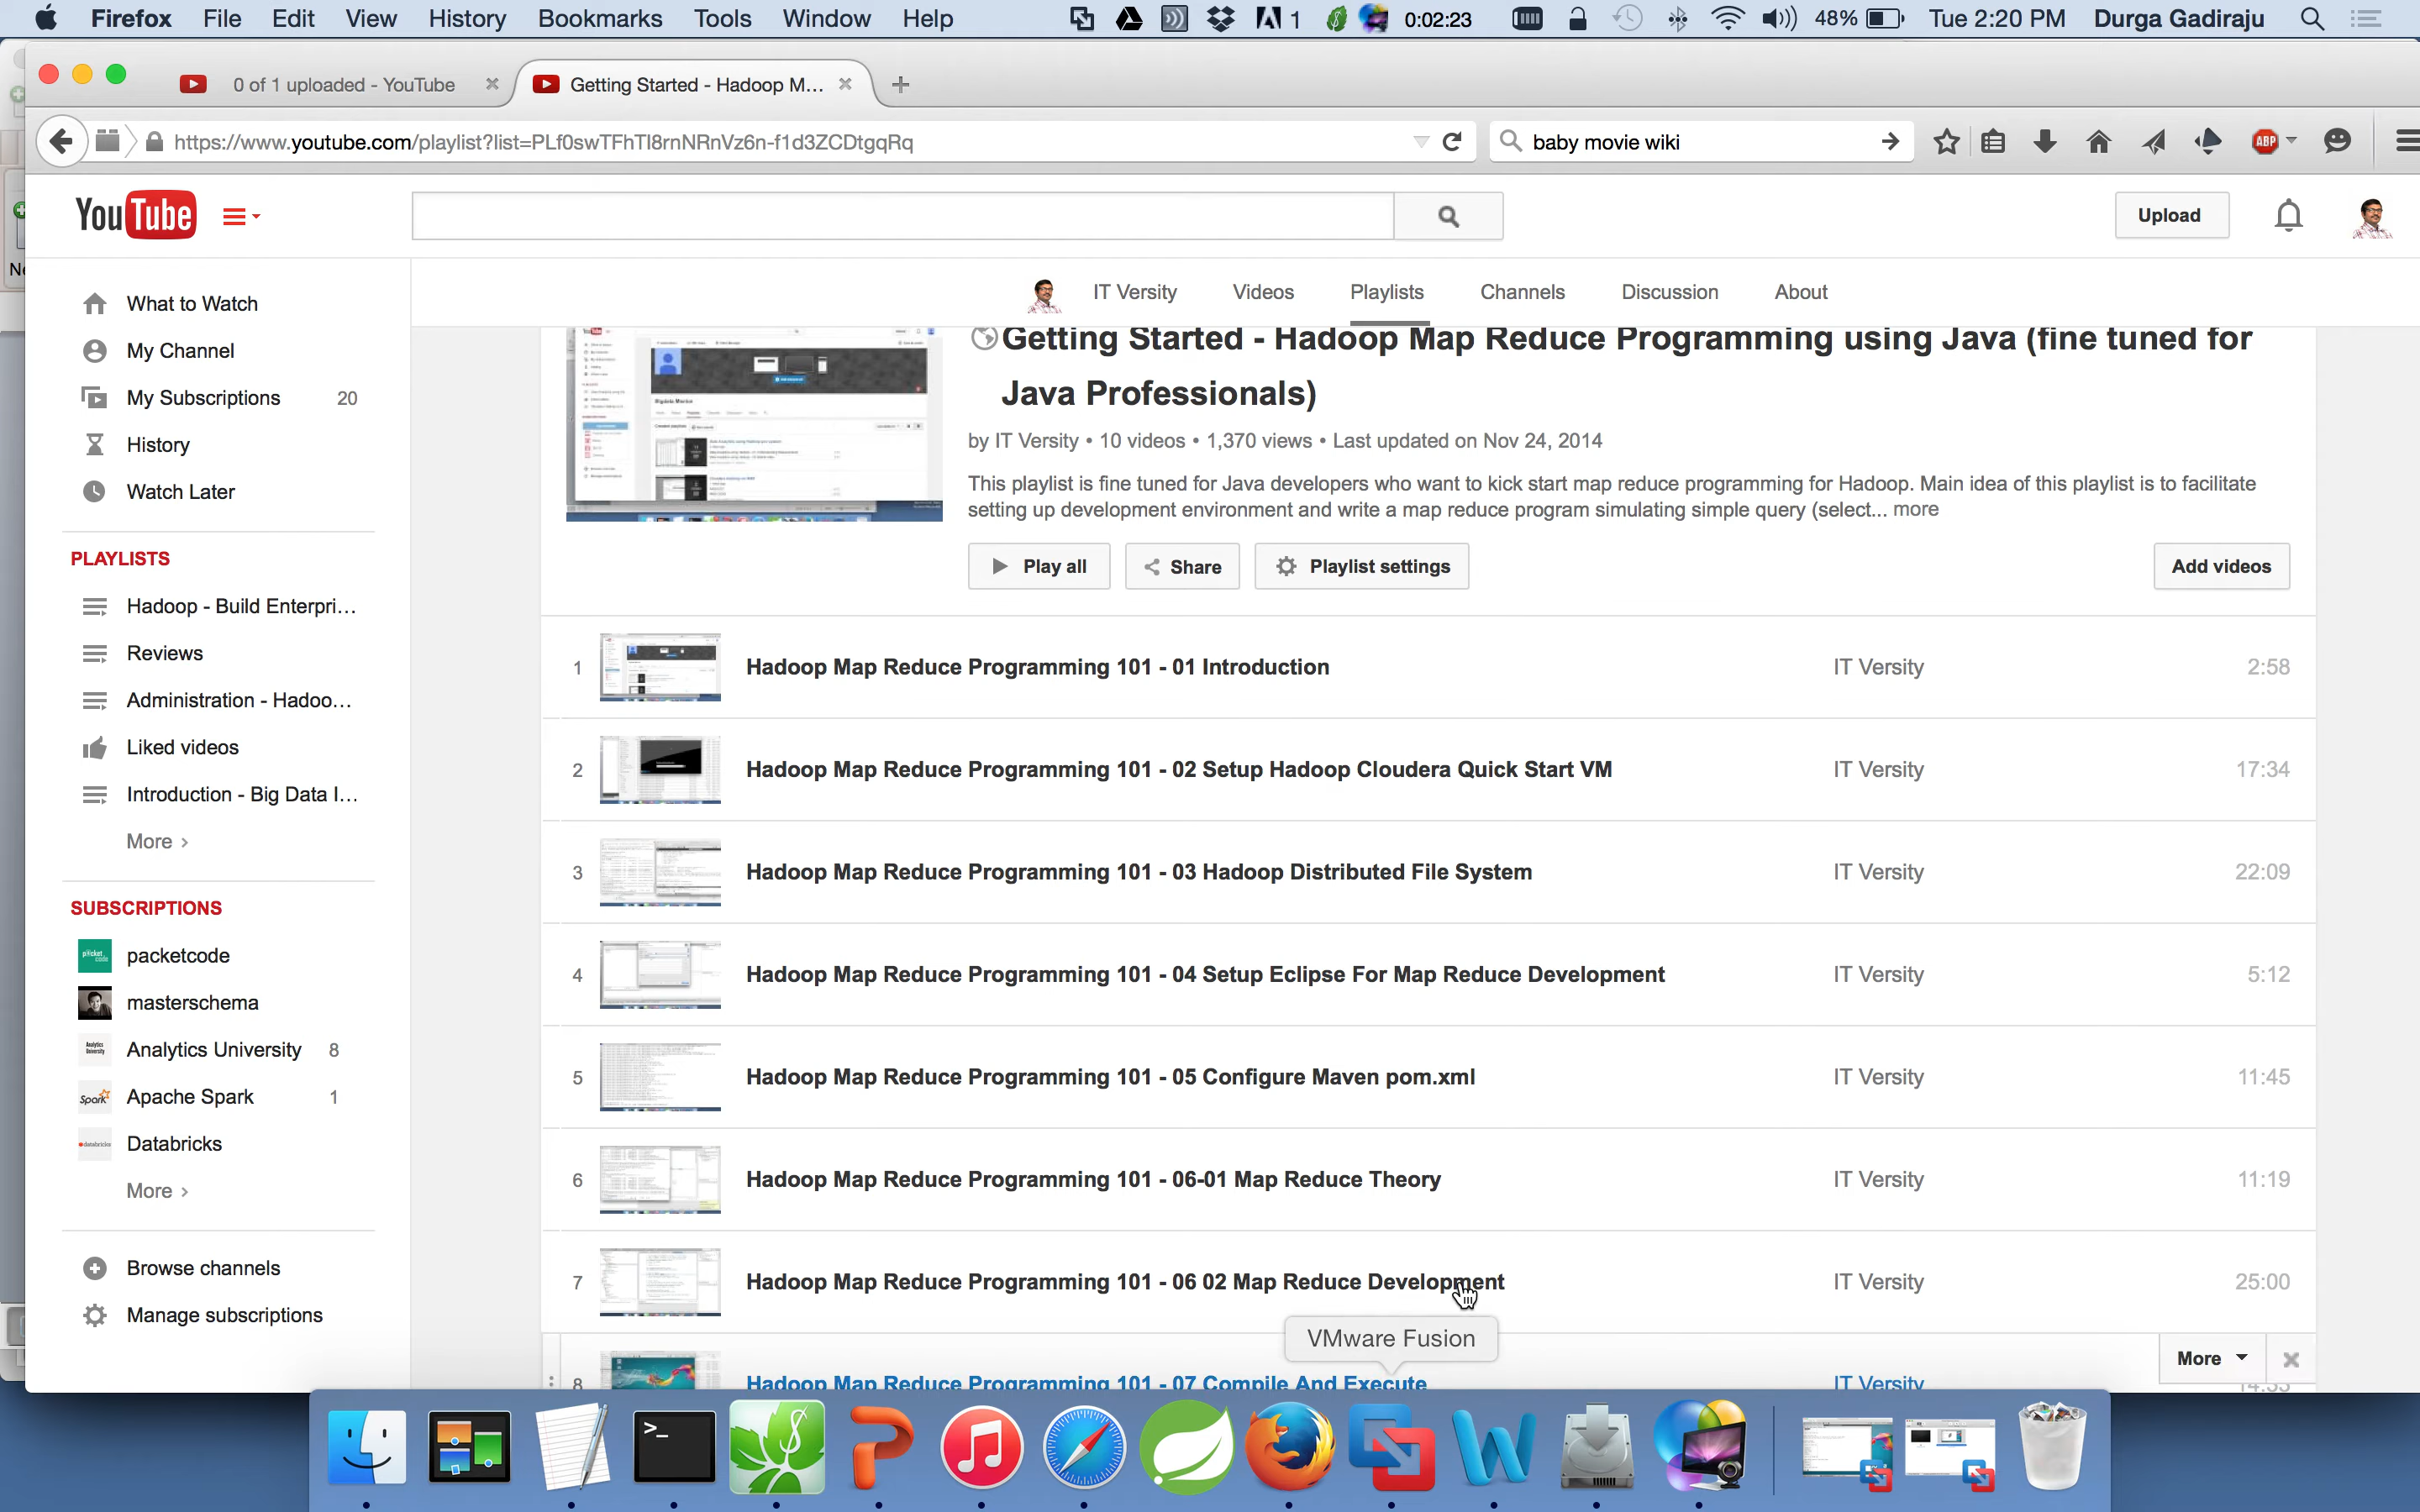 Firefox File Edit View History Bookmarks Tools Window Help 1 0:02:23 48% Tue 2:20 PM Durga Gadiraju
0 of 1 uploaded - YouTube
Getting Started - Hadoop M...
https://www.youtube.com/playlist?list=PLf0swTFhTI8rnNRnVz6n-f1d3ZCDtgqRq
baby movie wiki
ABP
YouTube
Upload
What to Watch
My Channel
My Subscriptions 20
History
Watch Later
PLAYLISTS
Hadoop - Build Enterpri...
Reviews
Administration - Hadoo...
Liked videos
Introduction - Big Data I...
More ›
SUBSCRIPTIONS
packetcode
masterschema
Analytics University 8
Apache Spark 1
Databricks
More ›
Browse channels
Manage subscriptions
IT Versity Videos Playlists Channels Discussion About
Getting Started - Hadoop Map Reduce Programming using Java (fine tuned for
Java Professionals)
by IT Versity • 10 videos • 1,370 views • Last updated on Nov 24, 2014
This playlist is fine tuned for Java developers who want to kick start map reduce programming for Hadoop. Main idea of this playlist is to facilitate
setting up development environment and write a map reduce program simulating simple query (select... more
Play all Share Playlist settings Add videos
1 Hadoop Map Reduce Programming 101 - 01 Introduction IT Versity 2:58
2 Hadoop Map Reduce Programming 101 - 02 Setup Hadoop Cloudera Quick Start VM IT Versity 17:34
3 Hadoop Map Reduce Programming 101 - 03 Hadoop Distributed File System IT Versity 22:09
4 Hadoop Map Reduce Programming 101 - 04 Setup Eclipse For Map Reduce Development IT Versity 5:12
5 Hadoop Map Reduce Programming 101 - 05 Configure Maven pom.xml IT Versity 11:45
6 Hadoop Map Reduce Programming 101 - 06-01 Map Reduce Theory IT Versity 11:19
7 Hadoop Map Reduce Programming 101 - 06 02 Map Reduce Development IT Versity 25:00
VMware Fusion
More
8 Hadoop Map Reduce Programming 101 - 07 Compile And Execute IT Versity